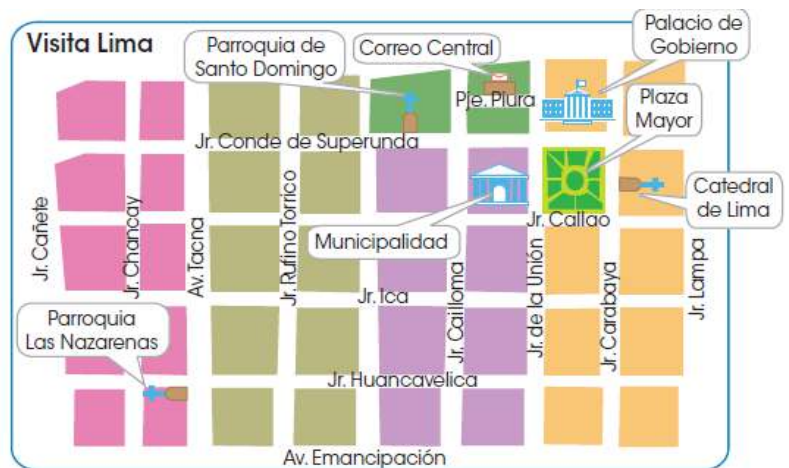 Visita Lima
Parroquia de
Santo Domingo
Correo Central
Palacio de
Gobierno
Pje. Piura
Plaza
Mayor
Jr. Conde de Superunda
Catedral
de Lima
Municipalidad
Jr. Callao
Jr. Cañete
Jr. Chancay
Av. Tacna
Jr. Rufino Torrico
Jr. Ica
Jr. Cailloma
Jr. de la Unión
Jr. Carabaya
Jr. Lampa
Parroquia
Las Nazarenas
Jr. Huancavelica
Av. Emancipación